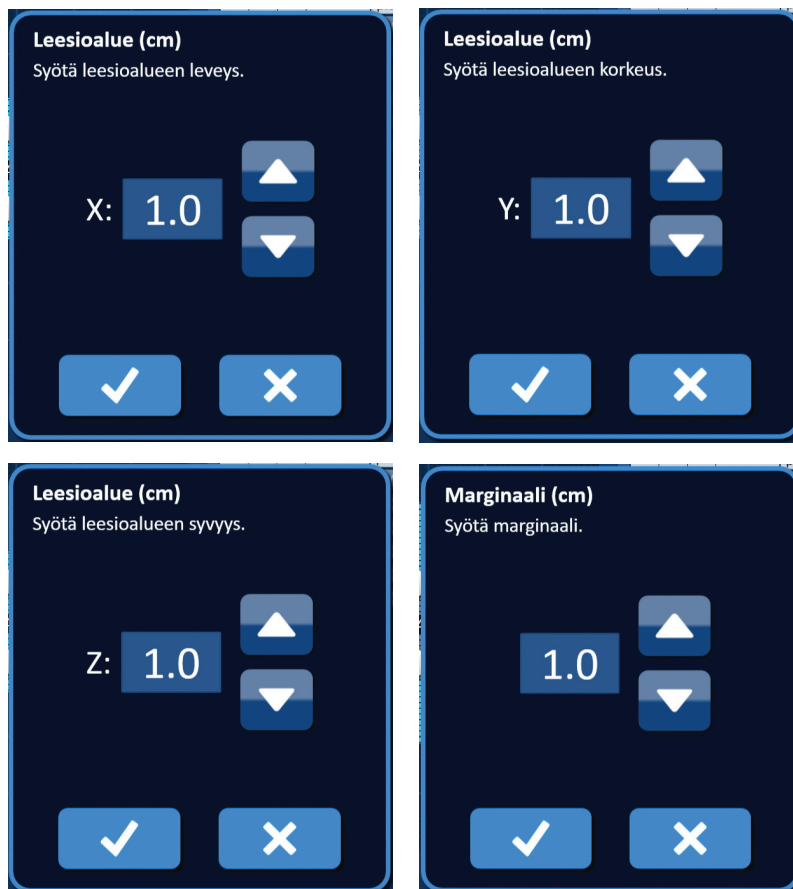 Leesioalue (cm)
Syötä leesioalueen leveys.
X: 1.0
Leesioalue (cm)
Syötä leesioalueen korkeus.
Y: 1.0
Leesioalue (cm)
Syötä leesioalueen syvyys.
Z: 1.0
Marginaali (cm)
Syötä marginaali.
1.0